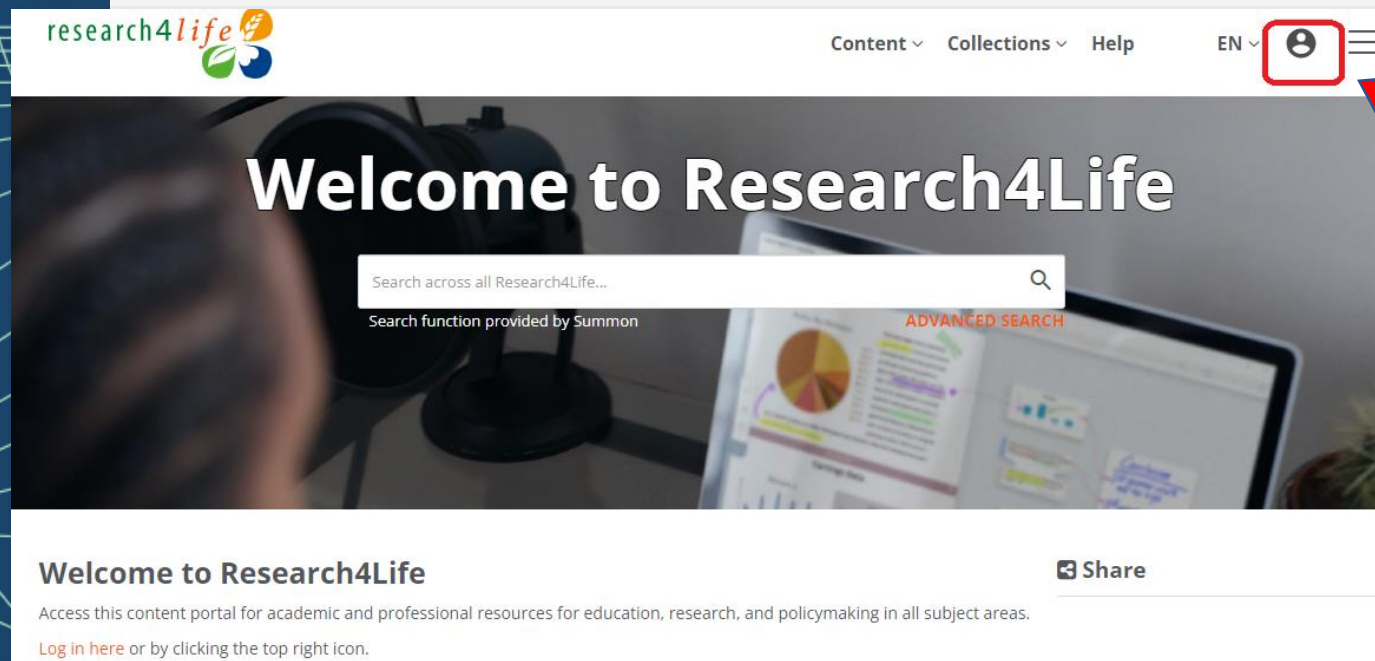 research4life
Content Collections Help EN
Welcome to Research4Life
Search across all Research4Life...
Search function provided by Summon
ADVANCED SEARCH
Welcome to Research4Life
Share
Access this content portal for academic and professional resources for education, research, and policymaking in all subject areas.
Log in here or by clicking the top right icon.